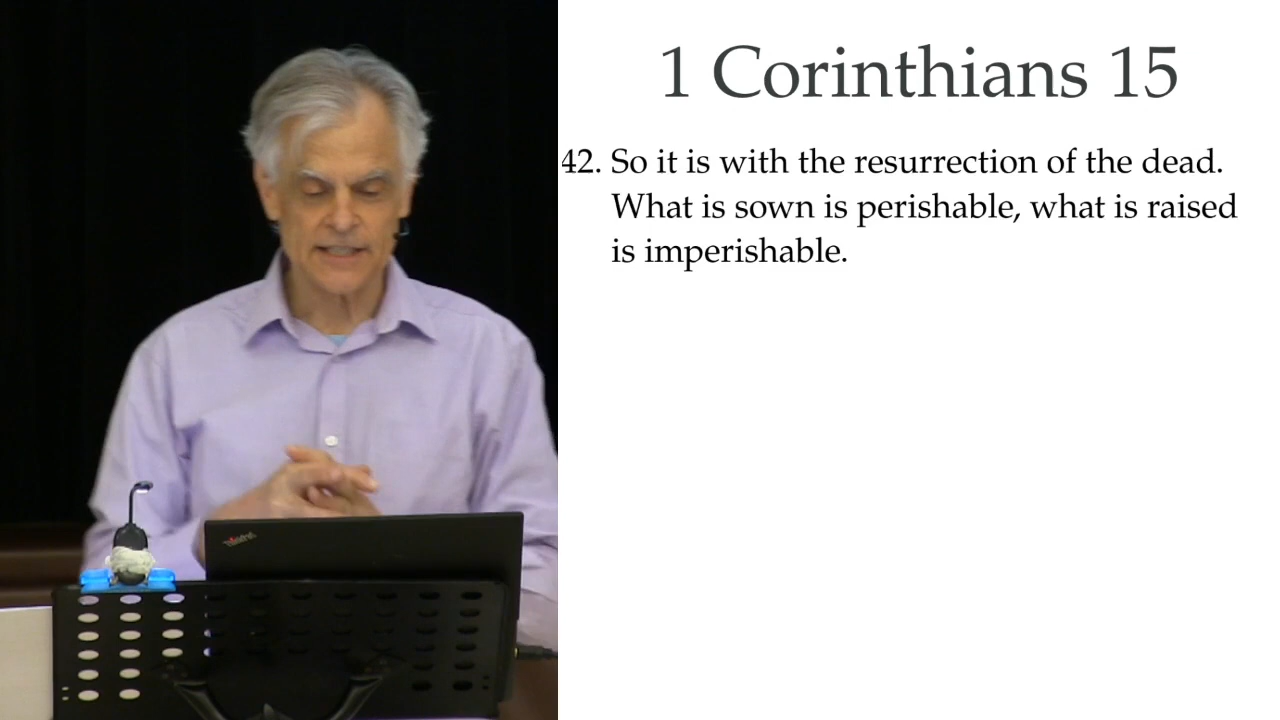 1 Corinthians 15
42. So it is with the resurrection of the dead.
What is sown is perishable, what is raised
is imperishable.
ThinkPad